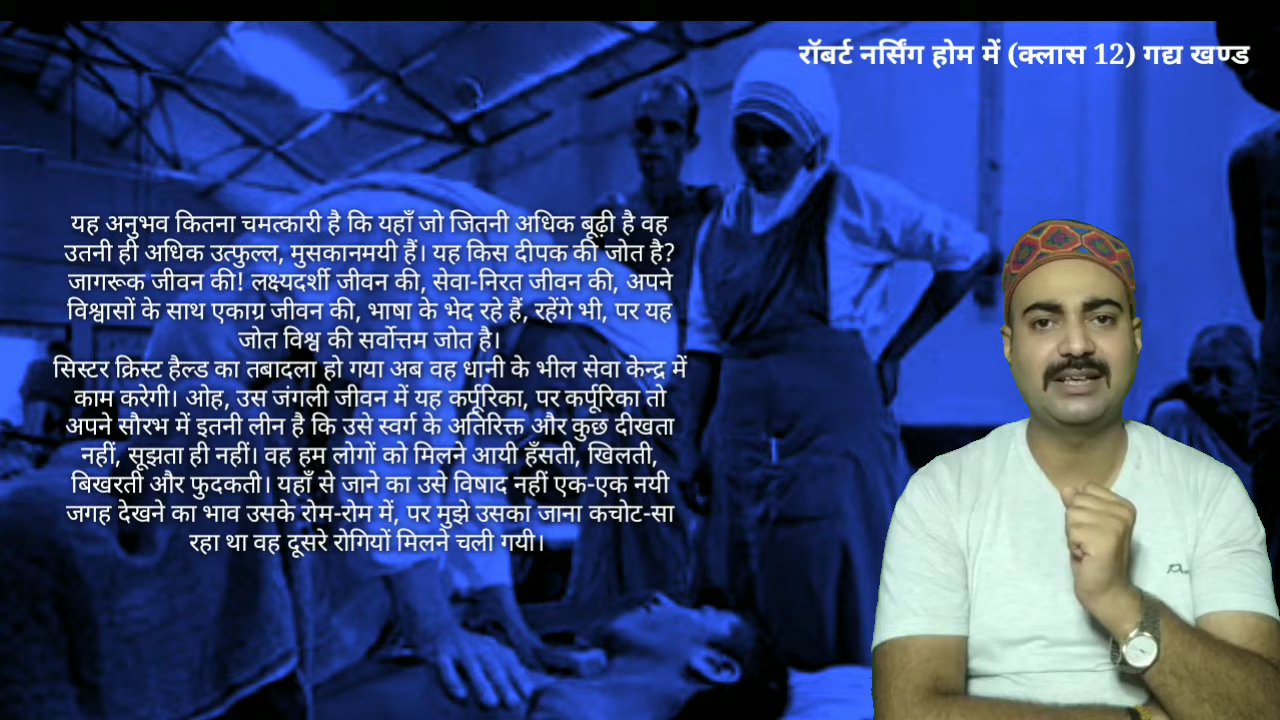 रॉबर्ट नर्सिंग होम में (क्लास 12) गद्य खण्ड
यह अनुभव कितना चमत्कारी है कि यहाँ जो जितनी अधिक बूढ़ी है वह
उतनी ही अधिक उत्फुल्ल, मुसकानमयी हैं। यह किस दीपक की जोत है?
जागरूक जीवन की! लक्ष्यदर्शी जीवन की, सेवा-निरत जीवन की, अपने
विश्वासों के साथ एकाग्र जीवन की, भाषा के भेद रहे हैं, रहेंगे भी, पर यह
जोत विश्व की सर्वोत्तम जोत है।
सिस्टर क्रिस्ट हैल्ड का तबादला हो गया अब वह धानी के भील सेवा केन्द्र में
काम करेगी। ओह, उस जंगली जीवन में यह कर्पूरिका, पर कर्पूरिका तो
अपने सौरभ में इतनी लीन है कि उसे स्वर्ग के अतिरिक्त और कुछ दीखता
नहीं, सूझता ही नहीं। वह हम लोगों को मिलने आयी हँसती, खिलती,
बिखरती और फुदकती। यहाँ से जाने का उसे विषाद नहीं एक-एक नयी
जगह देखने का भाव उसके रोम-रोम में, पर मुझे उसका जाना कचोट-सा
रहा था वह दूसरे रोगियों मिलने चली गयी।